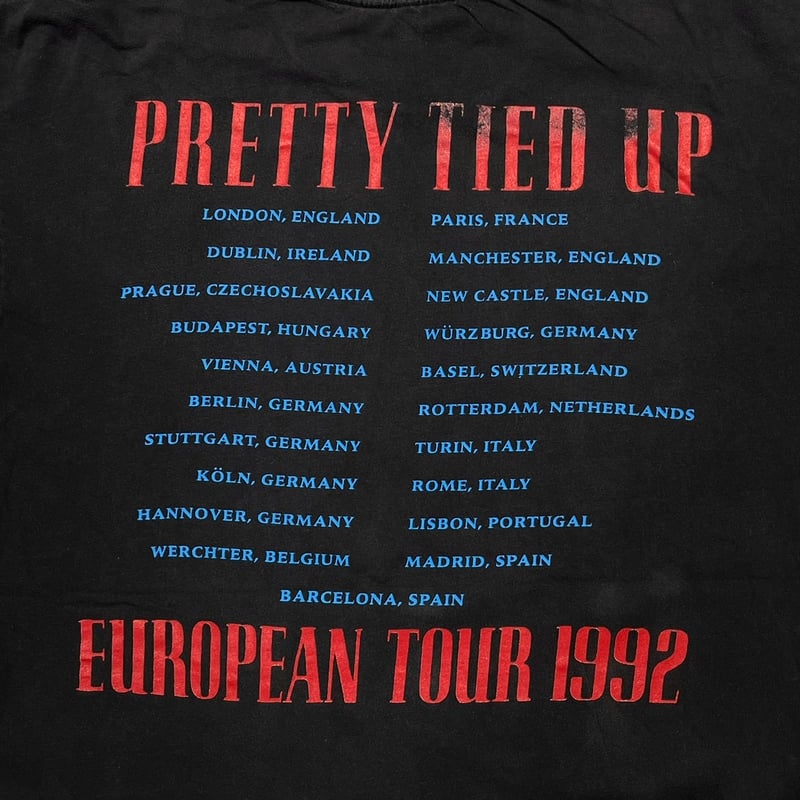 PRETTY TIED UP
LONDON, ENGLAND
DUBLIN, IRELAND
PRAGUE, CZECHOSLAVAKIA
BUDAPEST, HUNGARY
VIENNA, AUSTRIA
BERLIN, GERMANY
STUTTGART, GERMANY
KÖLN, GERMANY
HANNOVER, GERMANY
WERCHTER, BELGIUM
PARIS, FRANCE
MANCHESTER, ENGLAND
NEW CASTLE, ENGLAND
WÜRZBURG, GERMANY
BASEL, SWITZERLAND
ROTTERDAM, NETHERLANDS
TURIN, ITALY
ROME, ITALY
LISBON, PORTUGAL
MADRID, SPAIN
BARCELONA, SPAIN
EUROPEAN TOUR 1992